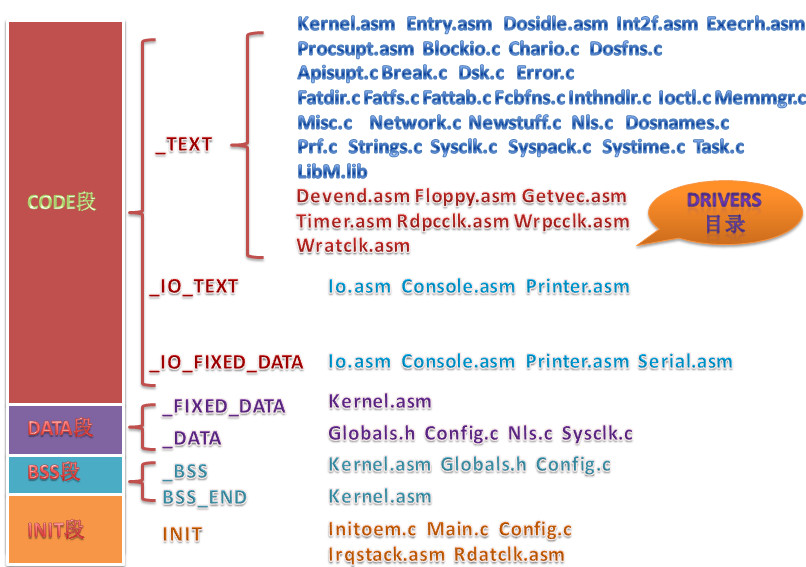 Kernel.asm Entry.asm Dosidle.asm Int2f.asm Execrh.asm
Procsupt.asm Blockio.c Chario.c Dosfns.c
Apisupt.c Break.c Dsk.c Error.c
Fatdir.c Fatfs.c Fattab.c Fcbfns.c Inthndlr.c Ioctl.c Memmgr.c
Misc.c Network.c Newstuff.c Nls.c Dosnames.c
_TEXT
Prf.c Strings.c Sysclk.c Syspack.c Systime.c Task.c
LibM.lib
CODE段
Devend.asm Floppy.asm Getvec.asm
DRIVERS
目录
Timer.asm Rdpcclk.asm Wrpcclk.asm
Wratclk.asm
_IO_TEXT Io.asm Console.asm Printer.asm
_IO_FIXED_DATA Io.asm Console.asm Printer.asm Serial.asm
_FIXED_DATA Kernel.asm
DATA段
_DATA Globals.h Config.c Nls.c Sysclk.c
BSS段
_BSS Kernel.asm Globals.h Config.c
BSS_END Kernel.asm
INIT段
INIT Initoem.c Main.c Config.c
Irqstack.asm Rdatclk.asm